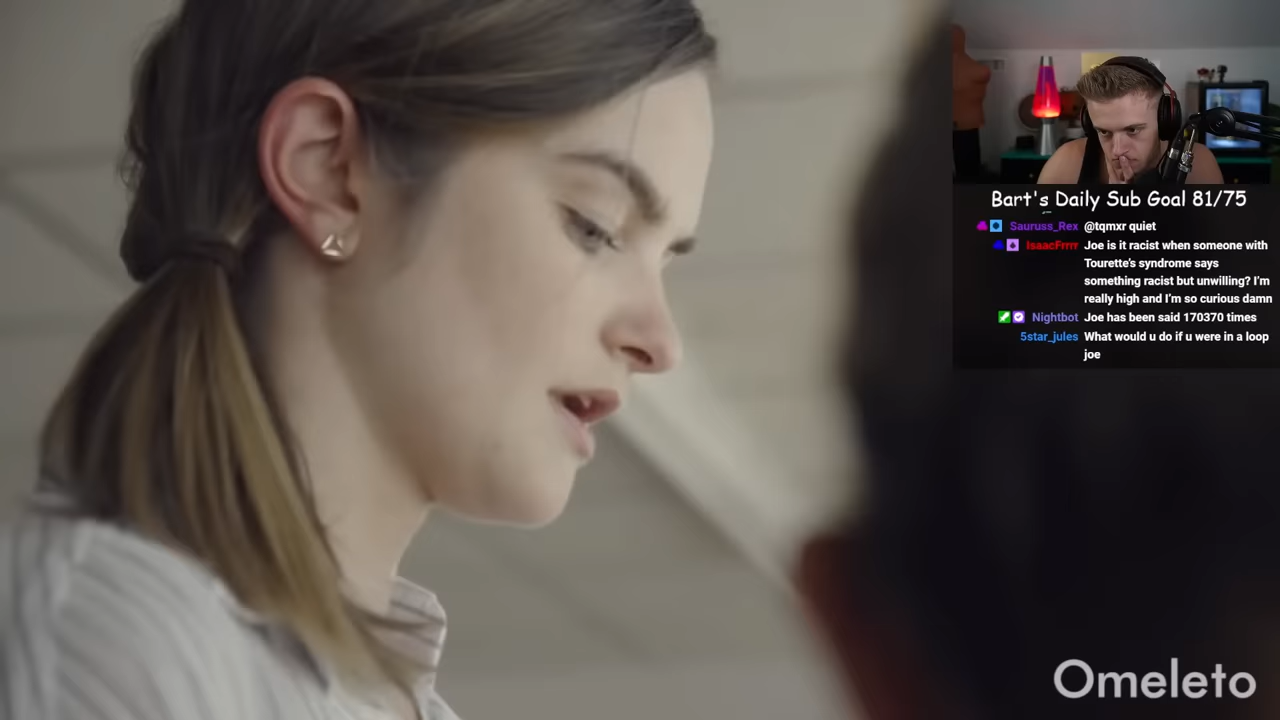 Bart's Daily Sub Goal 81/75
Sauruss_Rex @tqmxr quiet
IsaacFrrrr Joe is it racist when someone with
Tourette's syndrome says
something racist but unwilling? I'm
really high and I'm so curious damn
Nightbot Joe has been said 170370 times
5star_jules What would u do if u were in a loop
joe
Omeleto